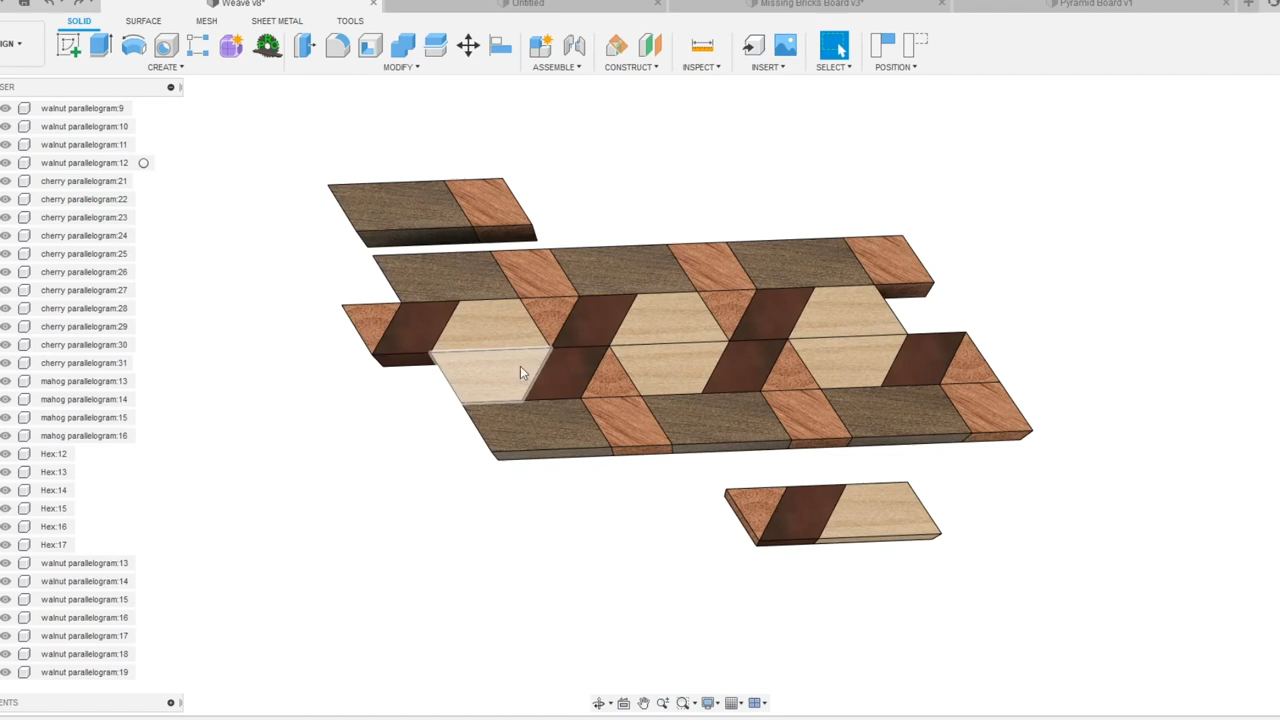 Weave v8*
Untitled
Missing Bricks Board v3*
Pyramid Board v1
SOLID
SURFACE
MESH
SHEET METAL
TOOLS
IGN ▾
CREATE ▾
MODIFY ▾
ASSEMBLE ▾
CONSTRUCT ▾
INSPECT ▾
INSERT ▾
SELECT ▾
POSITION ▾
SER
walnut parallelogram:9
walnut parallelogram:10
walnut parallelogram:11
walnut parallelogram:12
cherry parallelogram:21
cherry parallelogram:22
cherry parallelogram:23
cherry parallelogram:24
cherry parallelogram:25
cherry parallelogram:26
cherry parallelogram:27
cherry parallelogram:28
cherry parallelogram:29
cherry parallelogram:30
cherry parallelogram:31
mahog parallelogram:13
mahog parallelogram:14
mahog parallelogram:15
mahog parallelogram:16
Hex:12
Hex:13
Hex:14
Hex:15
Hex:16
Hex:17
walnut parallelogram:13
walnut parallelogram:14
walnut parallelogram:15
walnut parallelogram:16
walnut parallelogram:17
walnut parallelogram:18
walnut parallelogram:19
ENTS